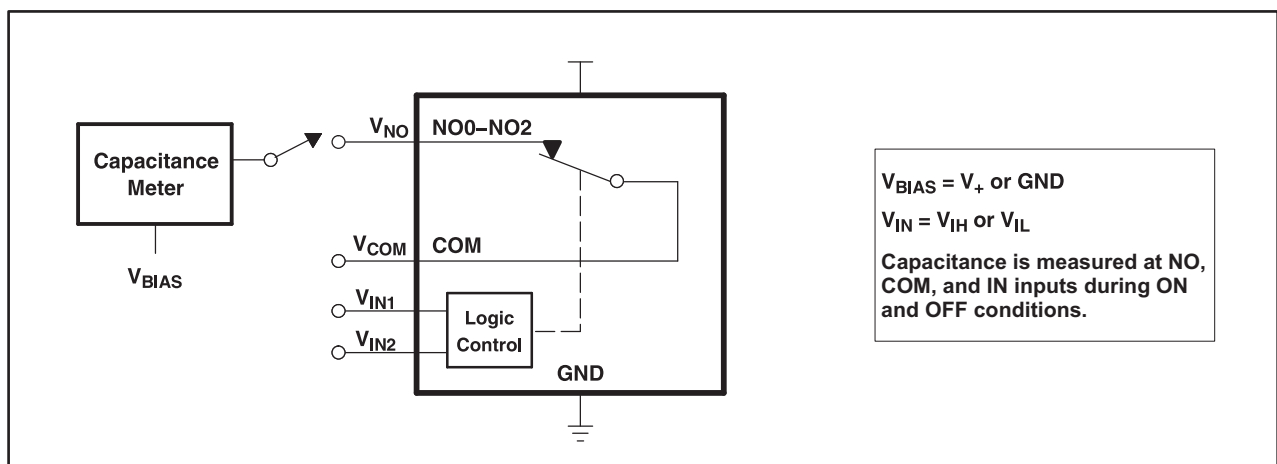 V_NO NO0–NO2
Capacitance
Meter
V_BIAS
V_COM COM
V_IN1
V_IN2
Logic
Control
GND
V_BIAS = V_+ or GND
V_IN = V_IH or V_IL
Capacitance is measured at NO,
COM, and IN inputs during ON
and OFF conditions.